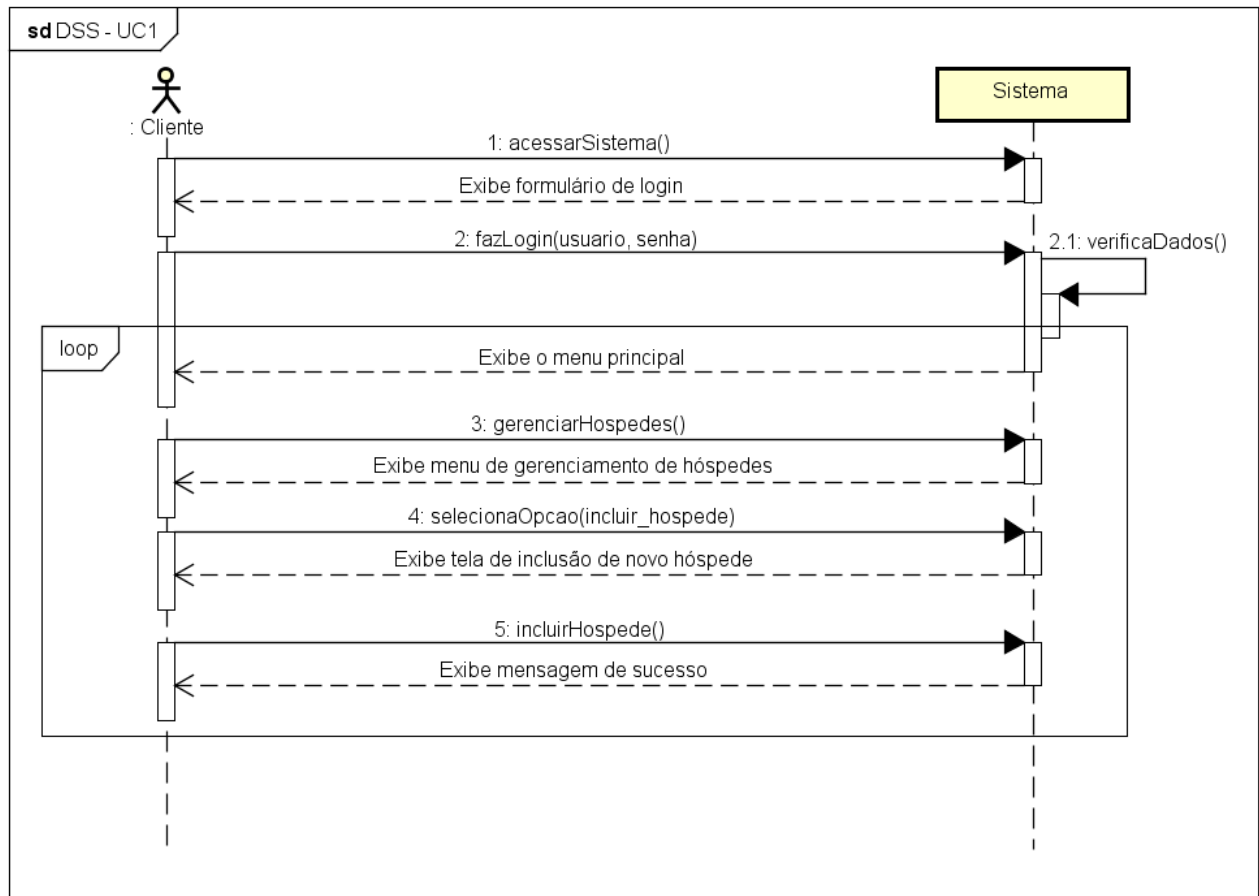 sd DSS - UC1
Sistema
: Cliente
1: acessarSistema()
Exibe formulário de login
2: fazLogin(usuario, senha)
2.1: verificaDados()
loop
Exibe o menu principal
3: gerenciarHospedes()
Exibe menu de gerenciamento de hóspedes
4: selecionaOpcao(incluir_hospede)
Exibe tela de inclusão de novo hóspede
5: incluirHospede()
Exibe mensagem de sucesso